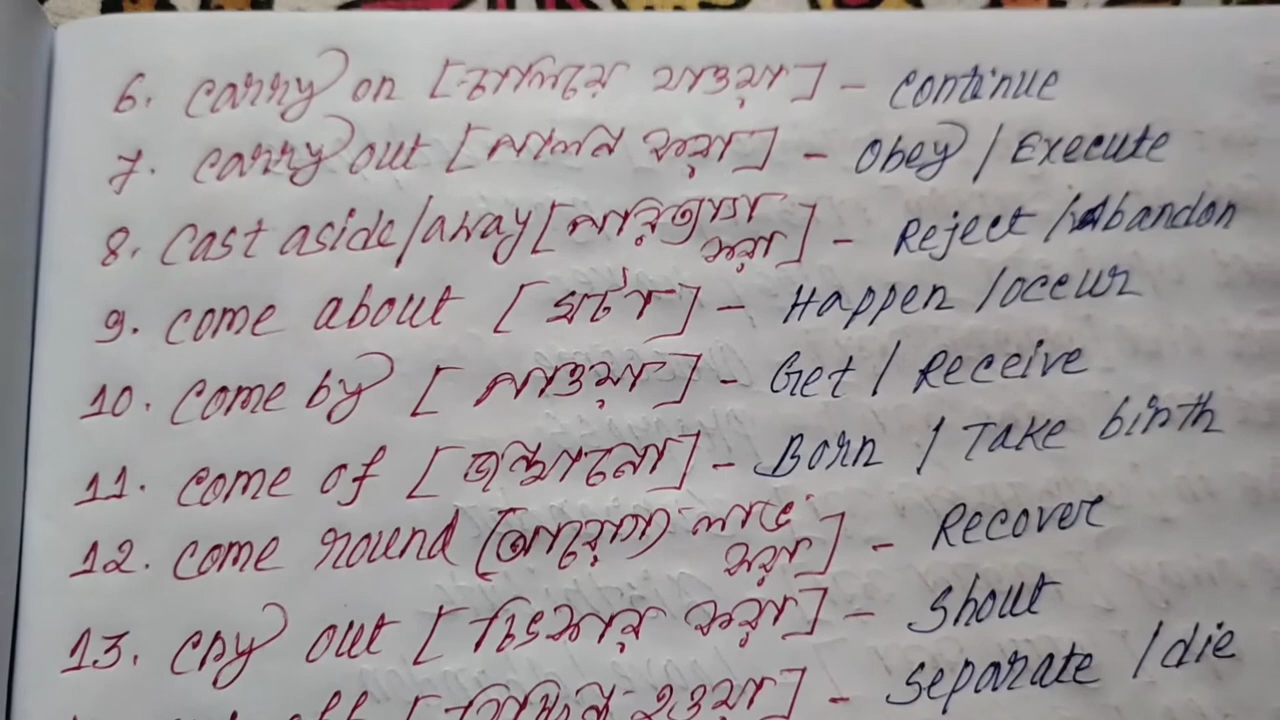 6. Carry on [চালিয়ে যাওয়া] - Continue
7. Carry out [পালন করা] - Obey / Execute
8. Cast aside/away [পরিত্যাগ
করা] - Reject / Abandon
9. Come about [ঘটা] - Happen / Occur
10. Come by [পাওয়া] - Get / Receive
11. Come of [জন্মানো] - Born / Take birth
12. Come round [আরোগ্য লাভ
করা] - Recover
13. Cry out [চিৎকার করা] - Shout
[বিচ্ছিন্ন হওয়া] - Separate / die